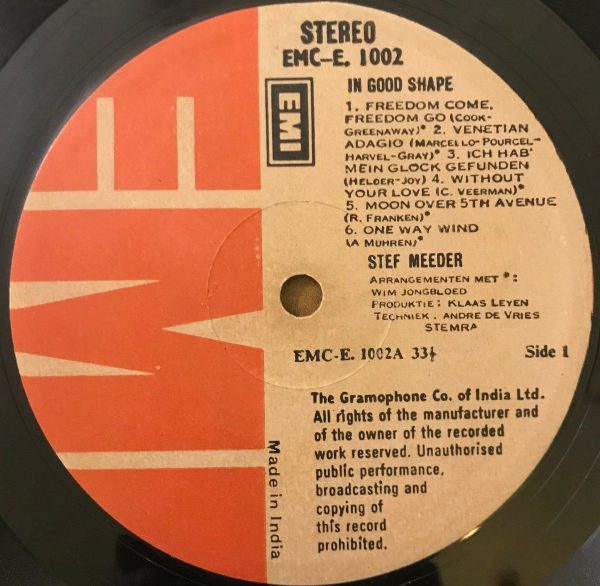 STEREO
EMC-E. 1002
EMI
IN GOOD SHAPE
1. FREEDOM COME,
FREEDOM GO (COOK-
GREENAWAY)* 2. VENETIAN
ADAGIO (MARCELLO-POURCEL-
HARVEL-GRAY)* 3. ICH HAB'
MEIN GLOCK GEFUNDEN
(HELDER-JOY) 4. WITHOUT
YOUR LOVE (C. VEERMAN)*
5. MOON OVER 5TH AVENUE
(R. FRANKEN)*
6. ONE WAY WIND
(A MUHREN)*
STEF MEEDER
ARRANGEMENTEN MET *:
WIM JONGBLOED
PRODUKTIE : KLAAS LEYEN
TECHNIEK . ANDRE DE VRIES
STEMRA
EMC-E. 1002A 33⅓ Side 1
The Gramophone Co. of India Ltd.
All rights of the manufacturer and
of the owner of the recorded
work reserved. Unauthorised
public performance,
broadcasting and
copying of
this record
prohibited.
Made in India
EMI